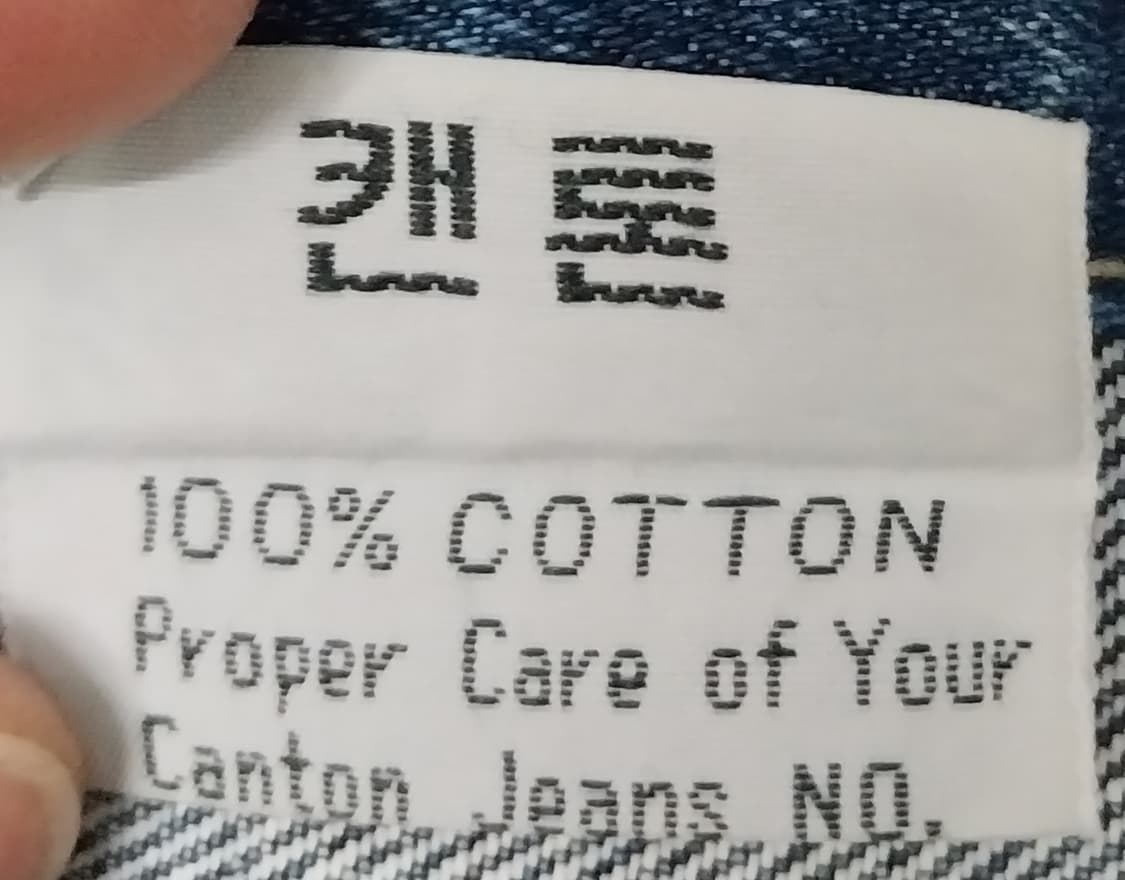 캔톤
100% COTTON
Proper Care of Your
Canton Jeans NO.